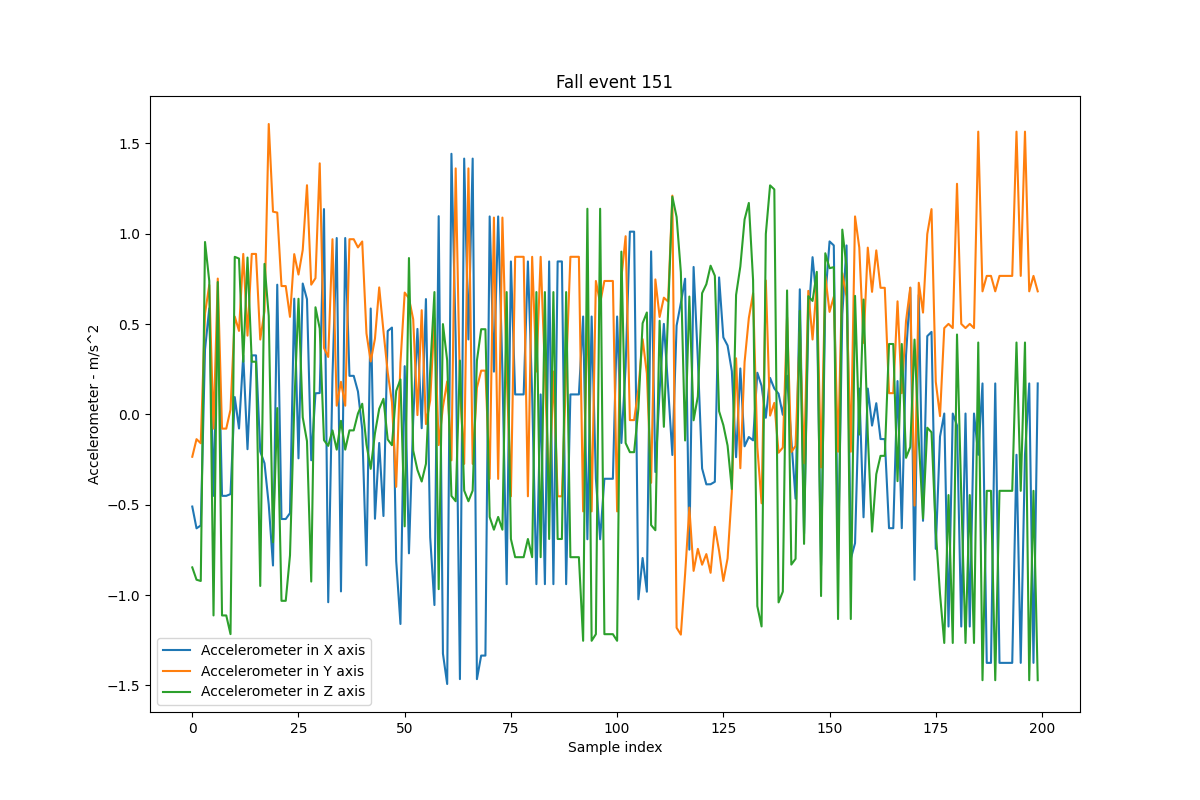 Fall event 151
Accelerometer - m/s^2
1.5
1.0
0.5
0.0
−0.5
−1.0
−1.5
Accelerometer in X axis
Accelerometer in Y axis
Accelerometer in Z axis
0 25 50 75 100 125 150 175 200
Sample index